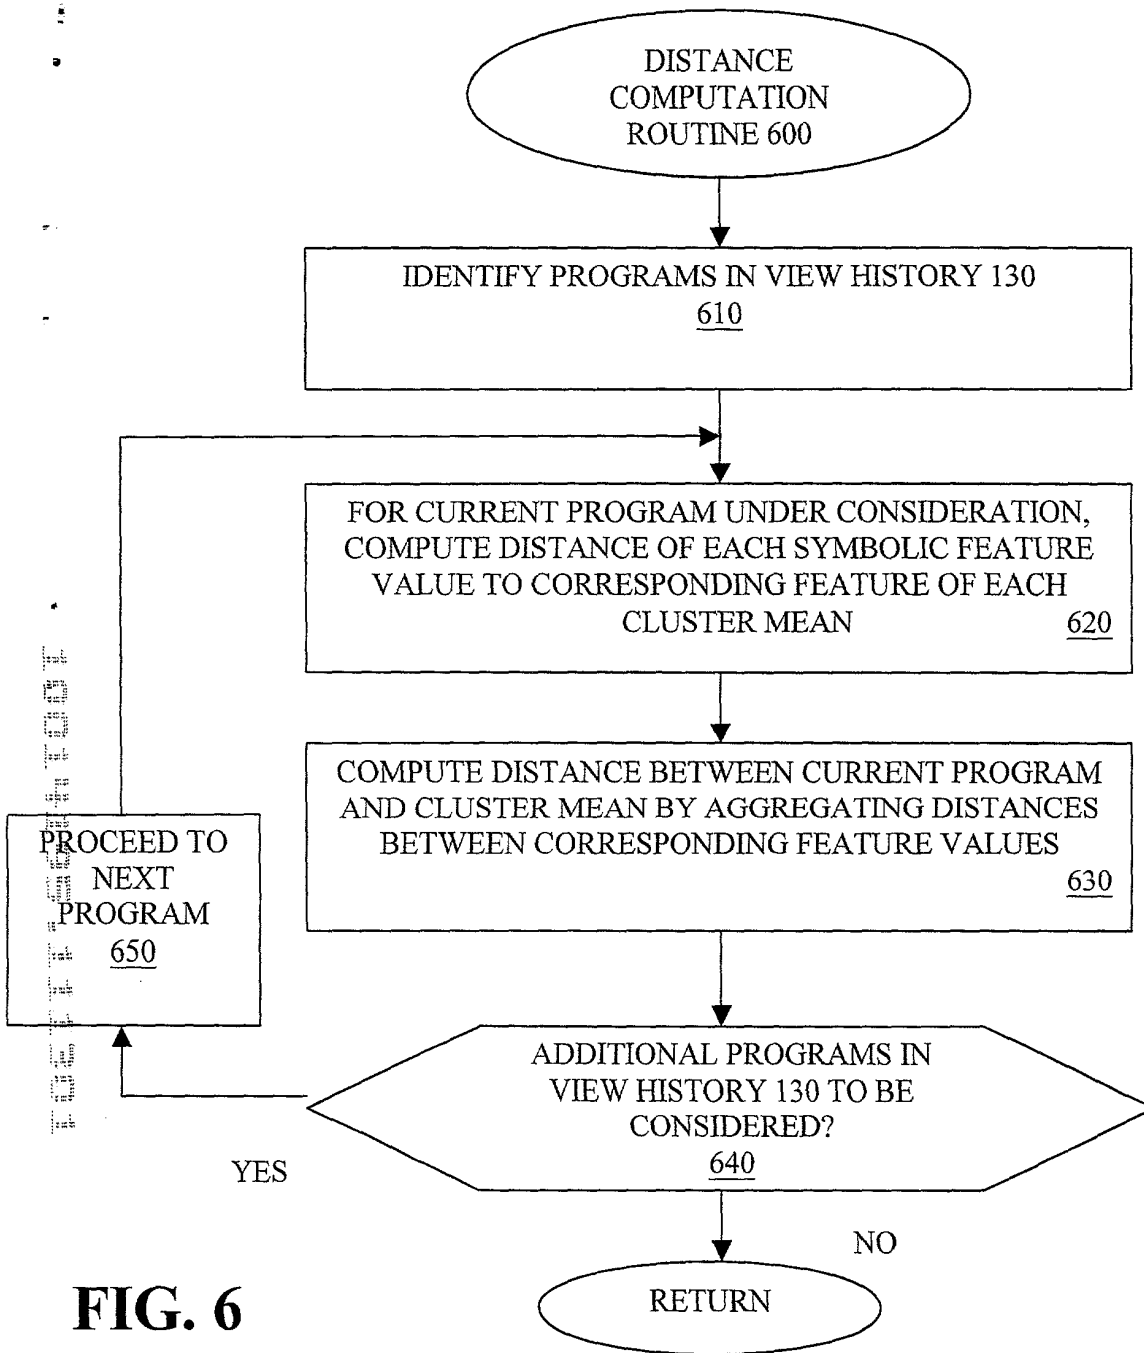 DISTANCE
COMPUTATION
ROUTINE 600
IDENTIFY PROGRAMS IN VIEW HISTORY 130
610
FOR CURRENT PROGRAM UNDER CONSIDERATION,
COMPUTE DISTANCE OF EACH SYMBOLIC FEATURE
VALUE TO CORRESPONDING FEATURE OF EACH
CLUSTER MEAN 620
COMPUTE DISTANCE BETWEEN CURRENT PROGRAM
AND CLUSTER MEAN BY AGGREGATING DISTANCES
BETWEEN CORRESPONDING FEATURE VALUES
630
PROCEED TO
NEXT
PROGRAM
650
ADDITIONAL PROGRAMS IN
VIEW HISTORY 130 TO BE
CONSIDERED?
640
YES
NO
RETURN
FIG. 6